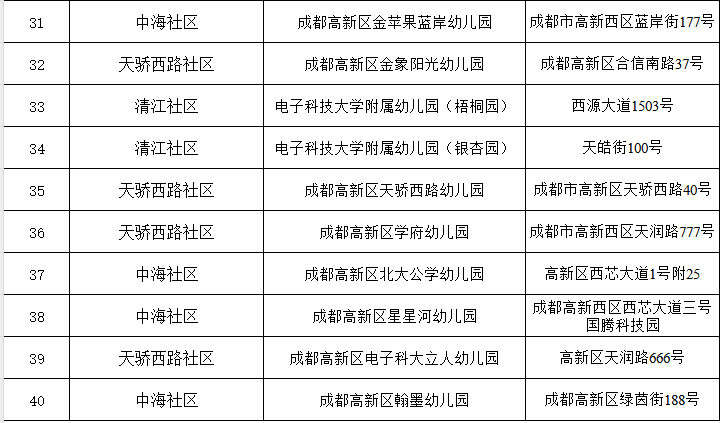 31 中海社区 成都高新区金苹果蓝岸幼儿园 成都市高新西区蓝岸街177号
32 天骄西路社区 成都高新区金象阳光幼儿园 成都高新区合信南路37号
33 清江社区 电子科技大学附属幼儿园（梧桐园） 西源大道1503号
34 清江社区 电子科技大学附属幼儿园（银杏园） 天皓街100号
35 天骄西路社区 成都高新区天骄西路幼儿园 成都市高新区天骄西路40号
36 天骄西路社区 成都高新区学府幼儿园 成都市高新西区天润路777号
37 中海社区 成都高新区北大公学幼儿园 高新区西芯大道1号附25
38 中海社区 成都高新区星星河幼儿园 成都高新西区西芯大道三号
国腾科技园
39 天骄西路社区 成都高新区电子科大立人幼儿园 高新区天润路666号
40 中海社区 成都高新区翰墨幼儿园 成都高新区绿茵街188号